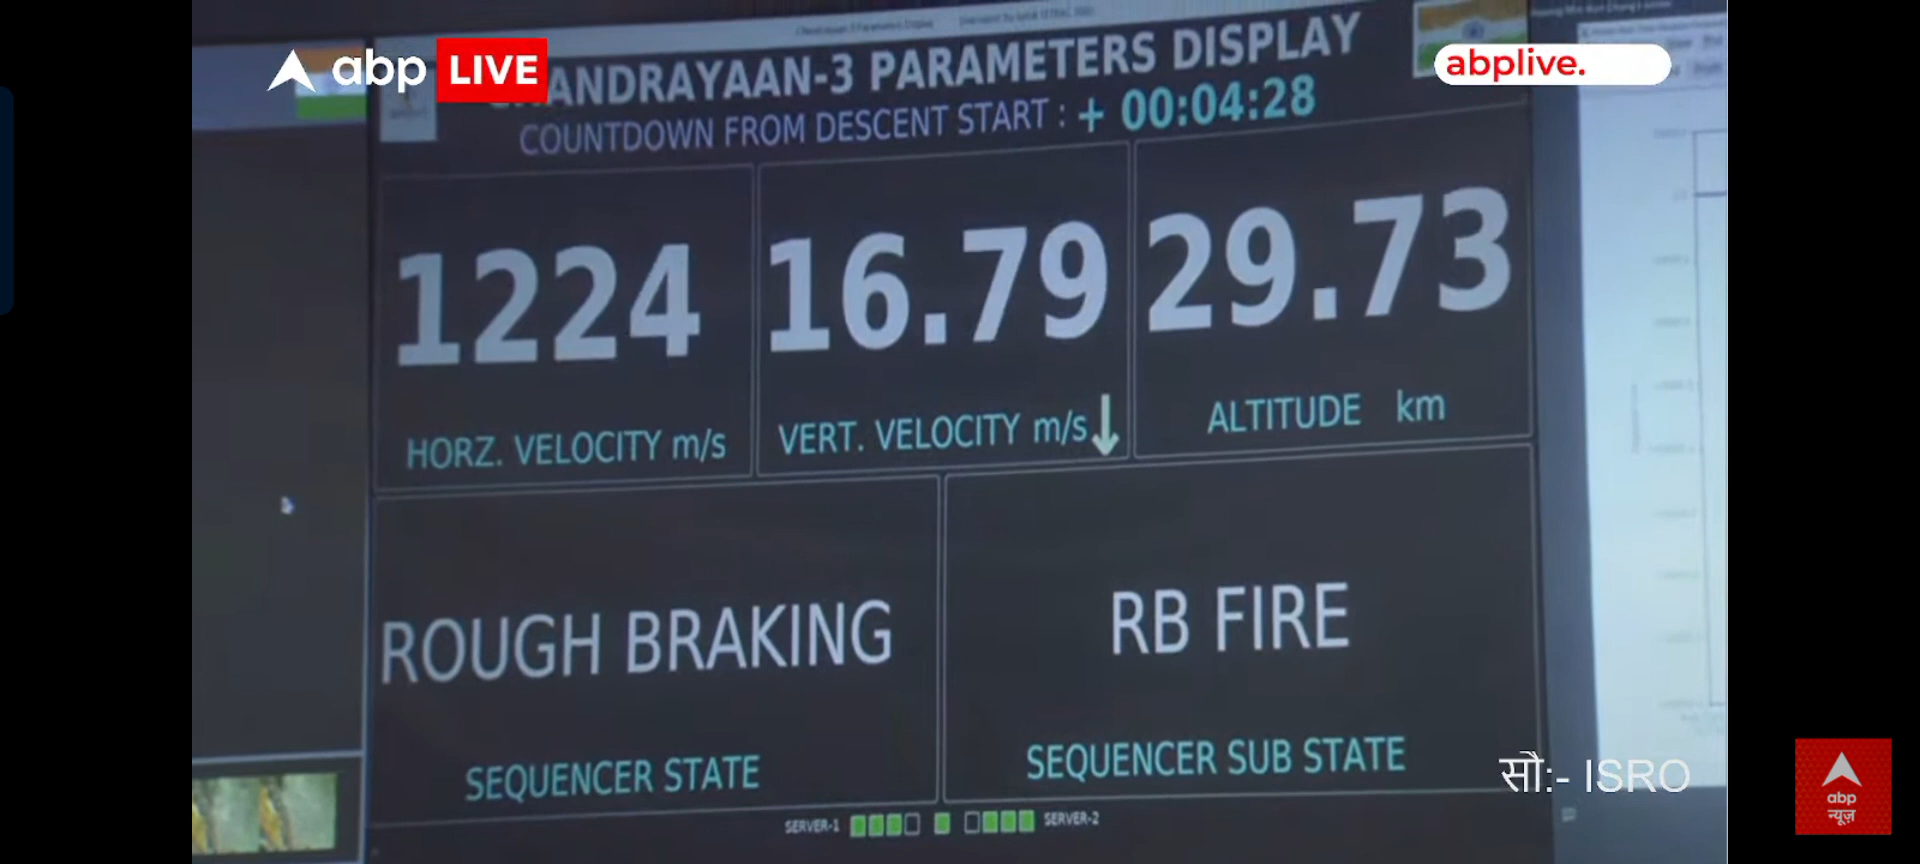 abp LIVE
abplive.
ANDRAYAAN-3 PARAMETERS DISPLAY
COUNTDOWN FROM DESCENT START : + 00:04:28
1224 16.79 29.73
HORZ. VELOCITY m/s VERT. VELOCITY m/s↓ ALTITUDE km
ROUGH BRAKING RB FIRE
SEQUENCER STATE SEQUENCER SUB STATE
सौ:- ISRO
SERVER-1 SERVER-2
abp
न्यूज़